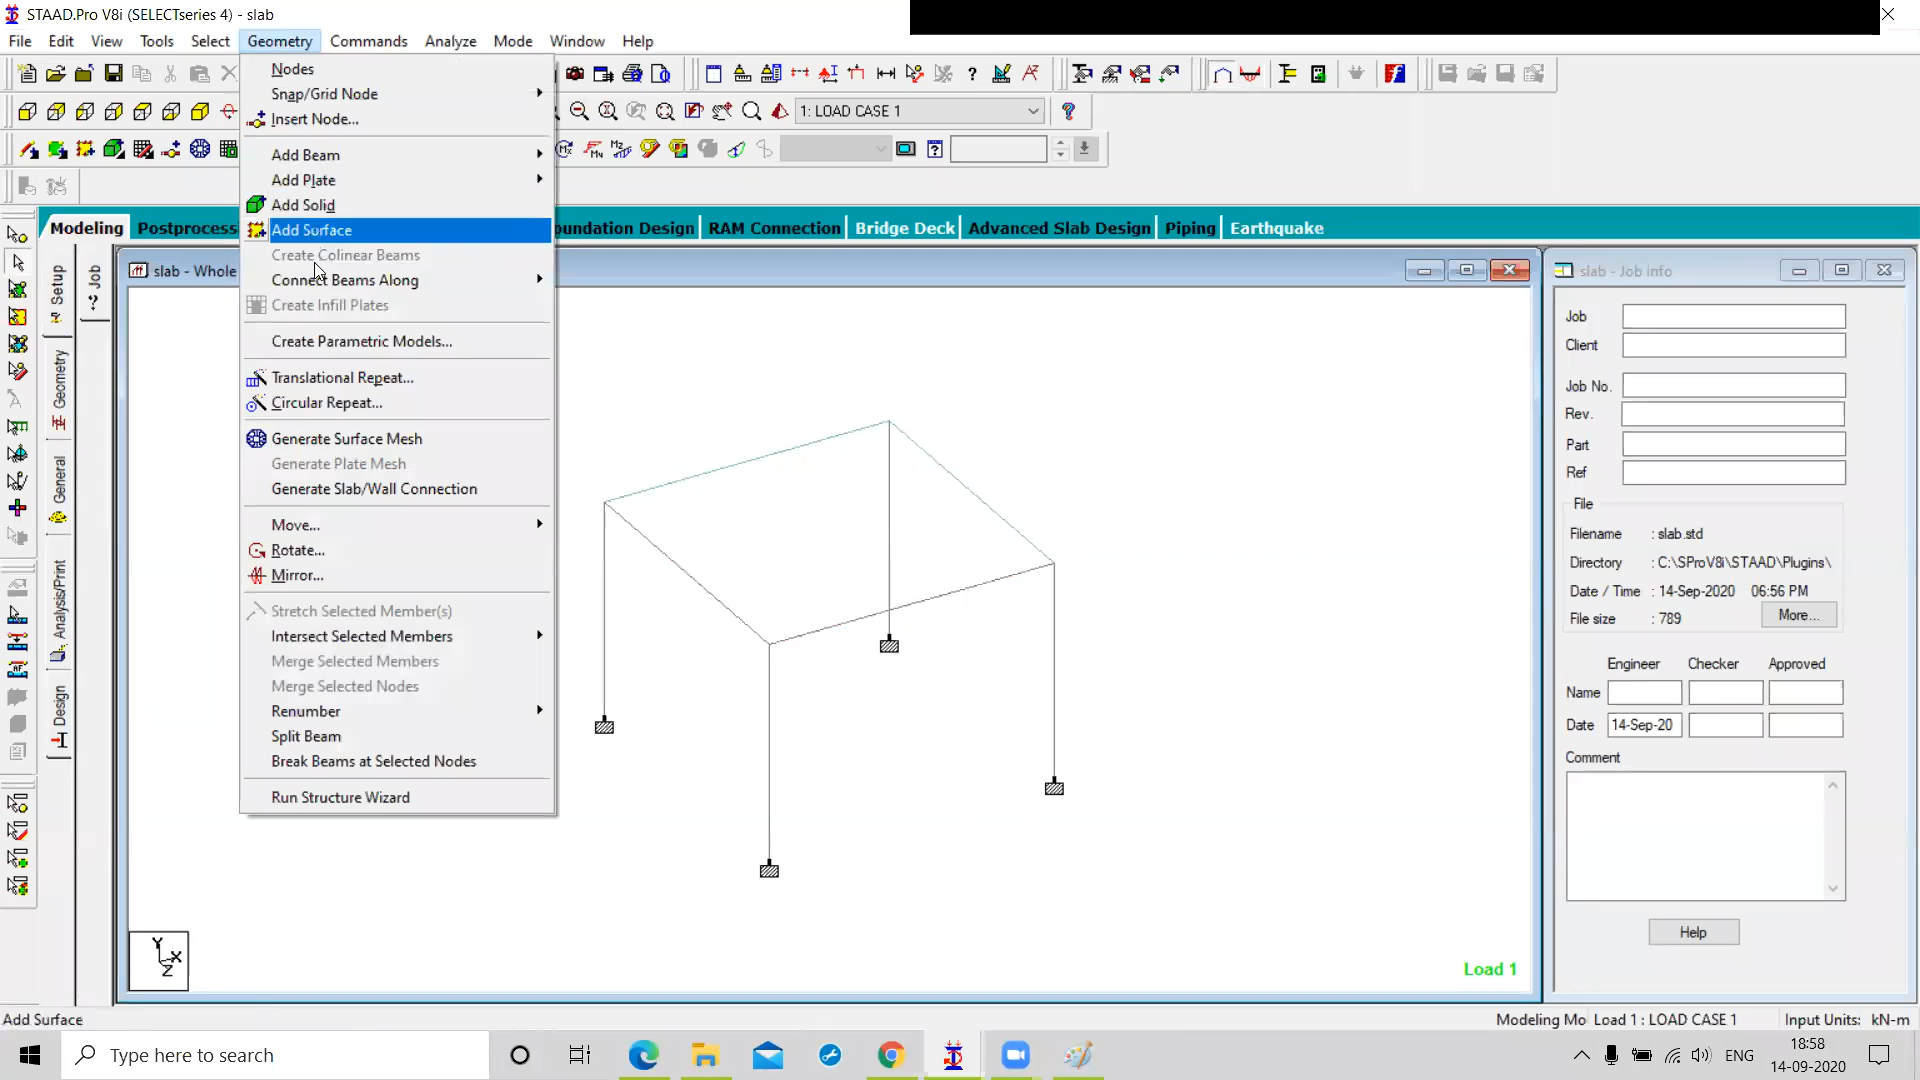 STAAD.Pro V8i (SELECTseries 4) - slab
File Edit View Tools Select Geometry Commands Analyze Mode Window Help
1: LOAD CASE 1
Modeling Postprocess oundation Design RAM Connection Bridge Deck Advanced Slab Design Piping Earthquake
Nodes
Snap/Grid Node
Insert Node...
Add Beam
Add Plate
Add Solid
Add Surface
Create Colinear Beams
Connect Beams Along
Create Infill Plates
Create Parametric Models...
Translational Repeat...
Circular Repeat...
Generate Surface Mesh
Generate Plate Mesh
Generate Slab/Wall Connection
Move...
Rotate...
Mirror...
Stretch Selected Member(s)
Intersect Selected Members
Merge Selected Members
Merge Selected Nodes
Renumber
Split Beam
Break Beams at Selected Nodes
Run Structure Wizard
Setup
Geometry
General
Analysis/Print
Design
Job
slab - Whole
Y
X
Z
Load 1
slab - Job Info
Job
Client
Job No.
Rev.
Part
Ref
File
Filename : slab.std
Directory : C:\SProV8i\STAAD\Plugins\
Date / Time : 14-Sep-2020 06:56 PM
File size : 789 More...
Engineer Checker Approved
Name
Date 14-Sep-20
Comment
Help
Add Surface
Modeling Mo Load 1 : LOAD CASE 1 Input Units: kN-m
Type here to search
ENG
18:58
14-09-2020